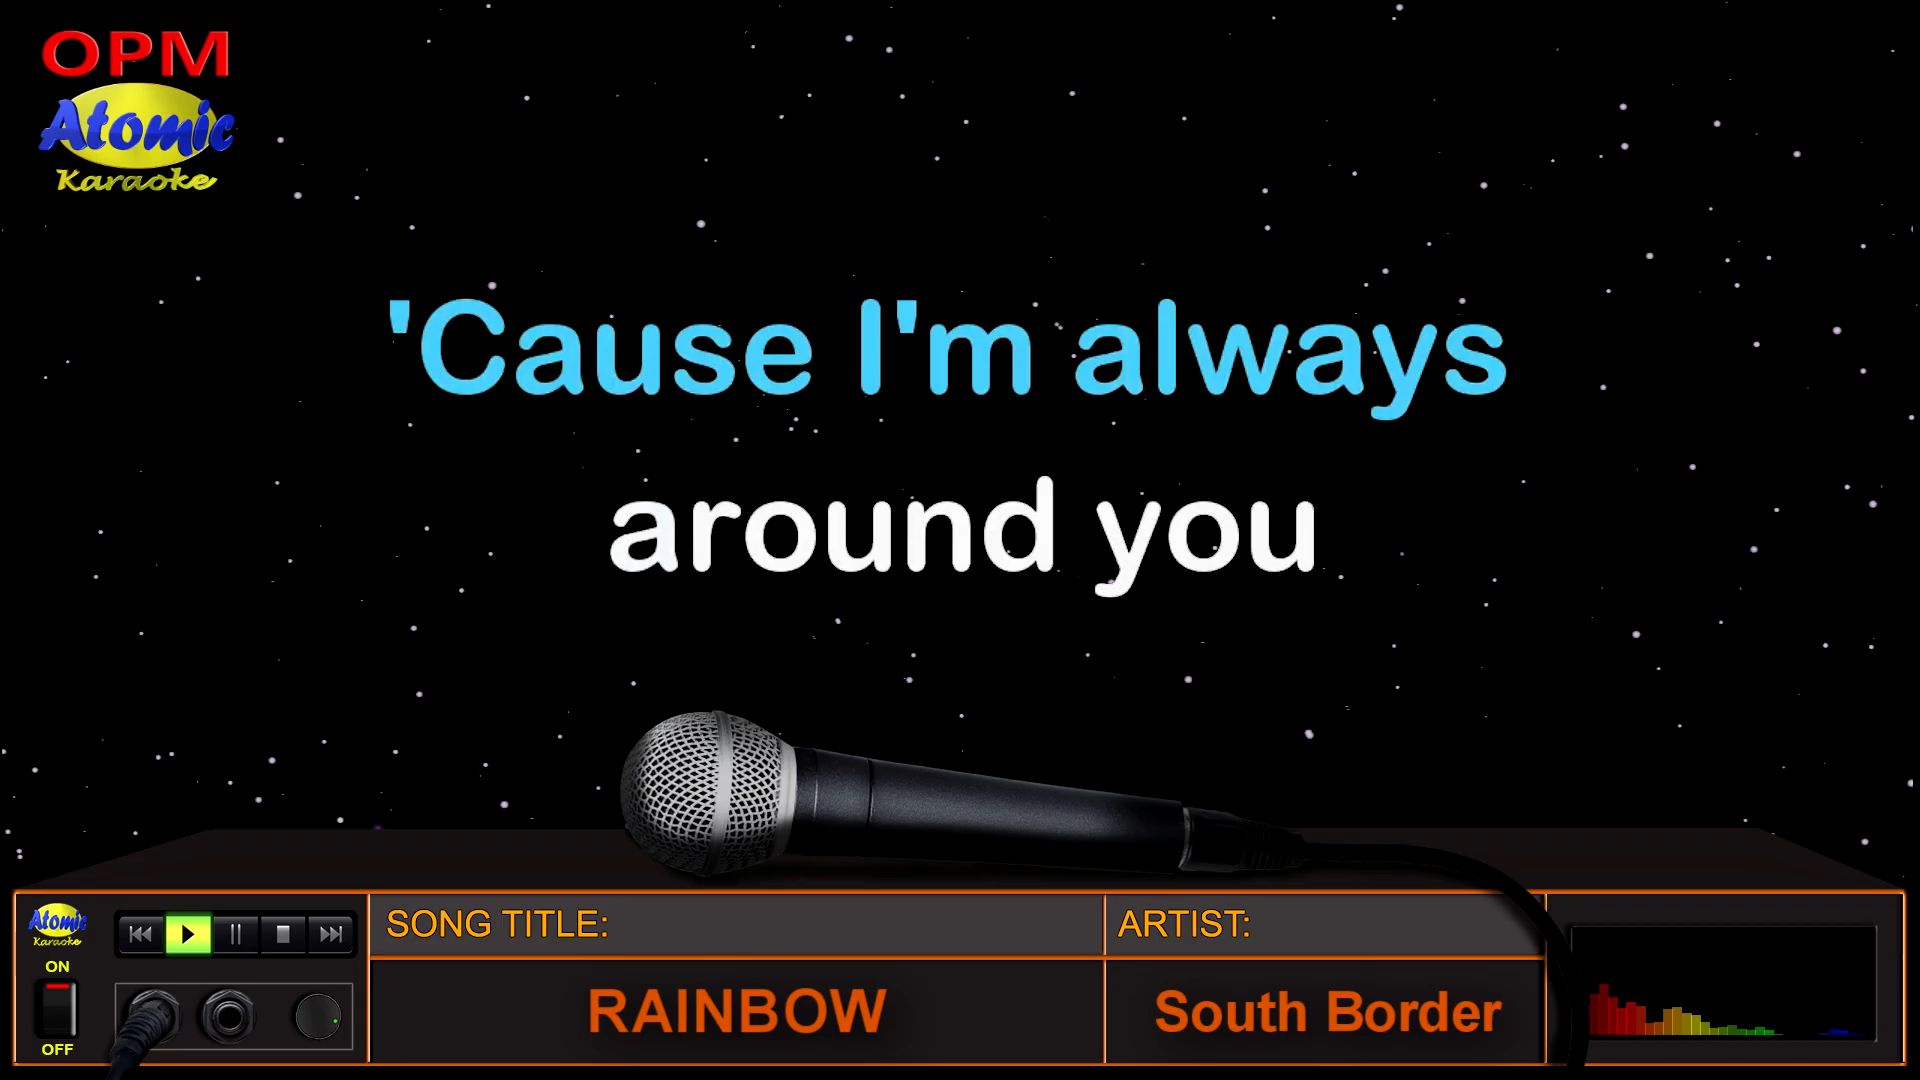 OPM
Atomic
Karaoke
'Cause I'm always
around you
Atomic
Karaoke
ON
OFF
SONG TITLE:
RAINBOW
ARTIST:
South Border